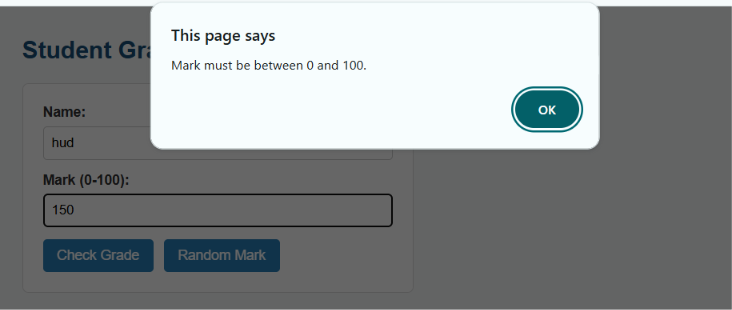 This page says
Mark must be between 0 and 100.
OK
Student Gra
Name:
hud
Mark (0-100):
150
Check Grade Random Mark